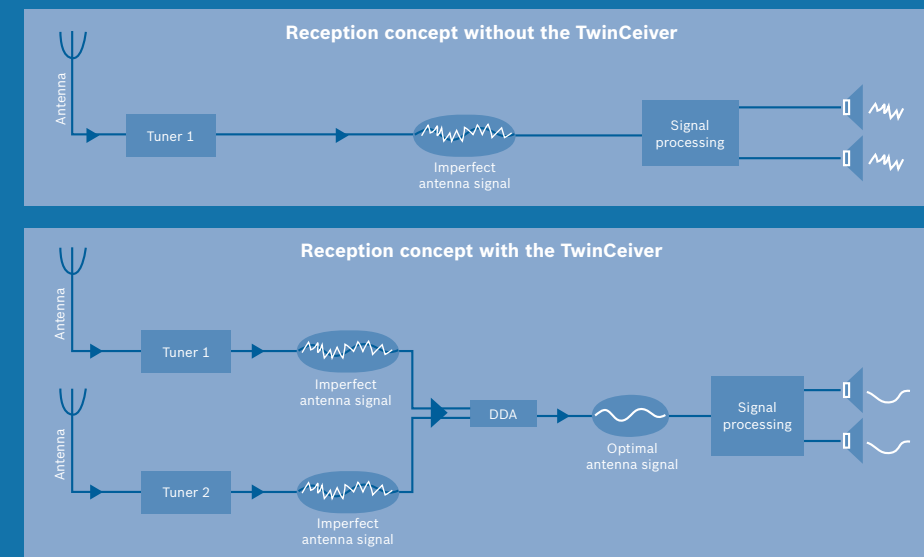 Reception concept without the TwinCeiver
Antenna
Tuner 1
Imperfect
antenna signal
Signal
processing
Reception concept with the TwinCeiver
Antenna
Tuner 1
Imperfect
antenna signal
Antenna
Tuner 2
Imperfect
antenna signal
DDA
Optimal
antenna signal
Signal
processing